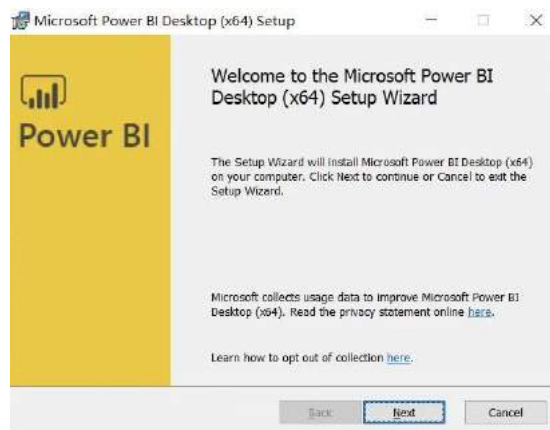 Microsoft Power BI Desktop (x64) Setup
Power BI
Welcome to the Microsoft Power BI
Desktop (x64) Setup Wizard
The Setup Wizard will install Microsoft Power BI Desktop (x64)
on your computer. Click Next to continue or Cancel to exit the
Setup Wizard.
Microsoft collects usage data to improve Microsoft Power BI
Desktop (x64). Read the privacy statement online here.
Learn how to opt out of collection here.
Back
Next
Cancel